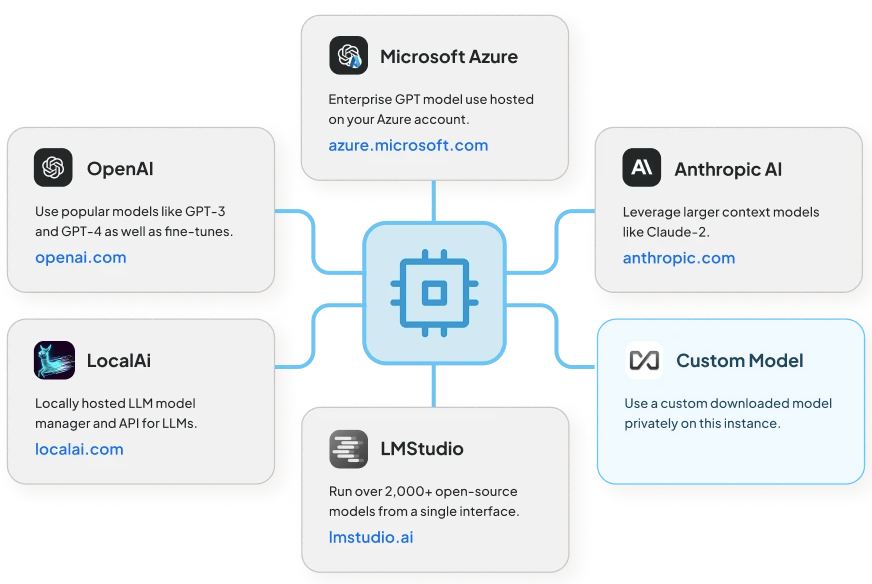 Microsoft Azure
Enterprise GPT model use hosted
on your Azure account.
azure.microsoft.com
OpenAI
Use popular models like GPT-3
and GPT-4 as well as fine-tunes.
openai.com
Anthropic AI
Leverage larger context models
like Claude-2.
anthropic.com
LocalAi
Locally hosted LLM model
manager and API for LLMs.
localai.com
Custom Model
Use a custom downloaded model
privately on this instance.
LMStudio
Run over 2,000+ open-source
models from a single interface.
lmstudio.ai